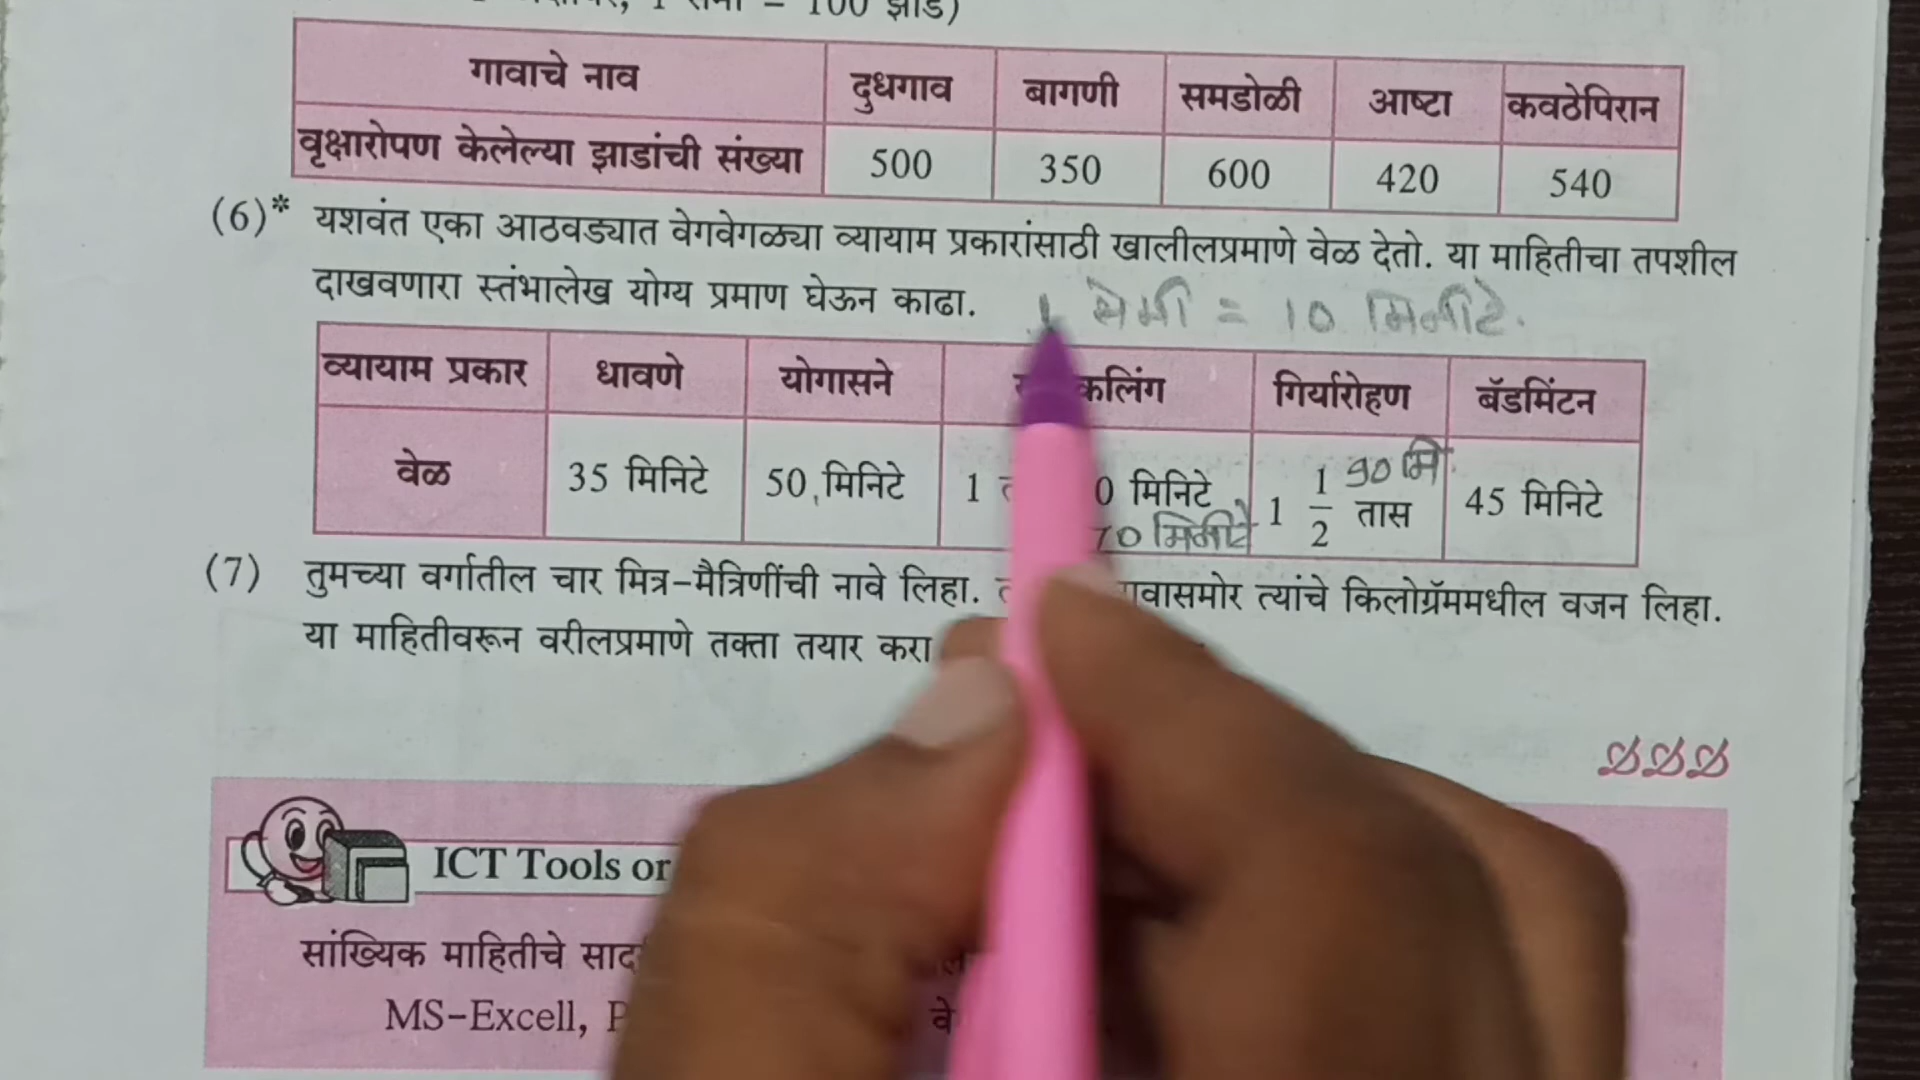 = 100 झाडे)
गावाचे नाव दुधगाव बागणी समडोळी आष्टा कवठेपिरान
वृक्षारोपण केलेल्या झाडांची संख्या 500 350 600 420 540
(6)* यशवंत एका आठवड्यात वेगवेगळ्या व्यायाम प्रकारांसाठी खालीलप्रमाणे वेळ देतो. या माहितीचा तपशील
दाखवणारा स्तंभालेख योग्य प्रमाण घेऊन काढा. 1 सेमी = 10 मिनीटे.
व्यायाम प्रकार धावणे योगासने कलिंग गिर्यारोहण बॅडमिंटन
वेळ 35 मिनिटे 50 मिनिटे 1 0 मिनिटे 1 1/2 तास 45 मिनिटे
90 मि.
70 मिनीटे
(7) तुमच्या वर्गातील चार मित्र-मैत्रिणींची नावे लिहा. वासमोर त्यांचे किलोग्रॅममधील वजन लिहा.
या माहितीवरून वरीलप्रमाणे तक्ता तयार करा
ICT Tools or
सांख्यिक माहितीचे साद
MS-Excell, P